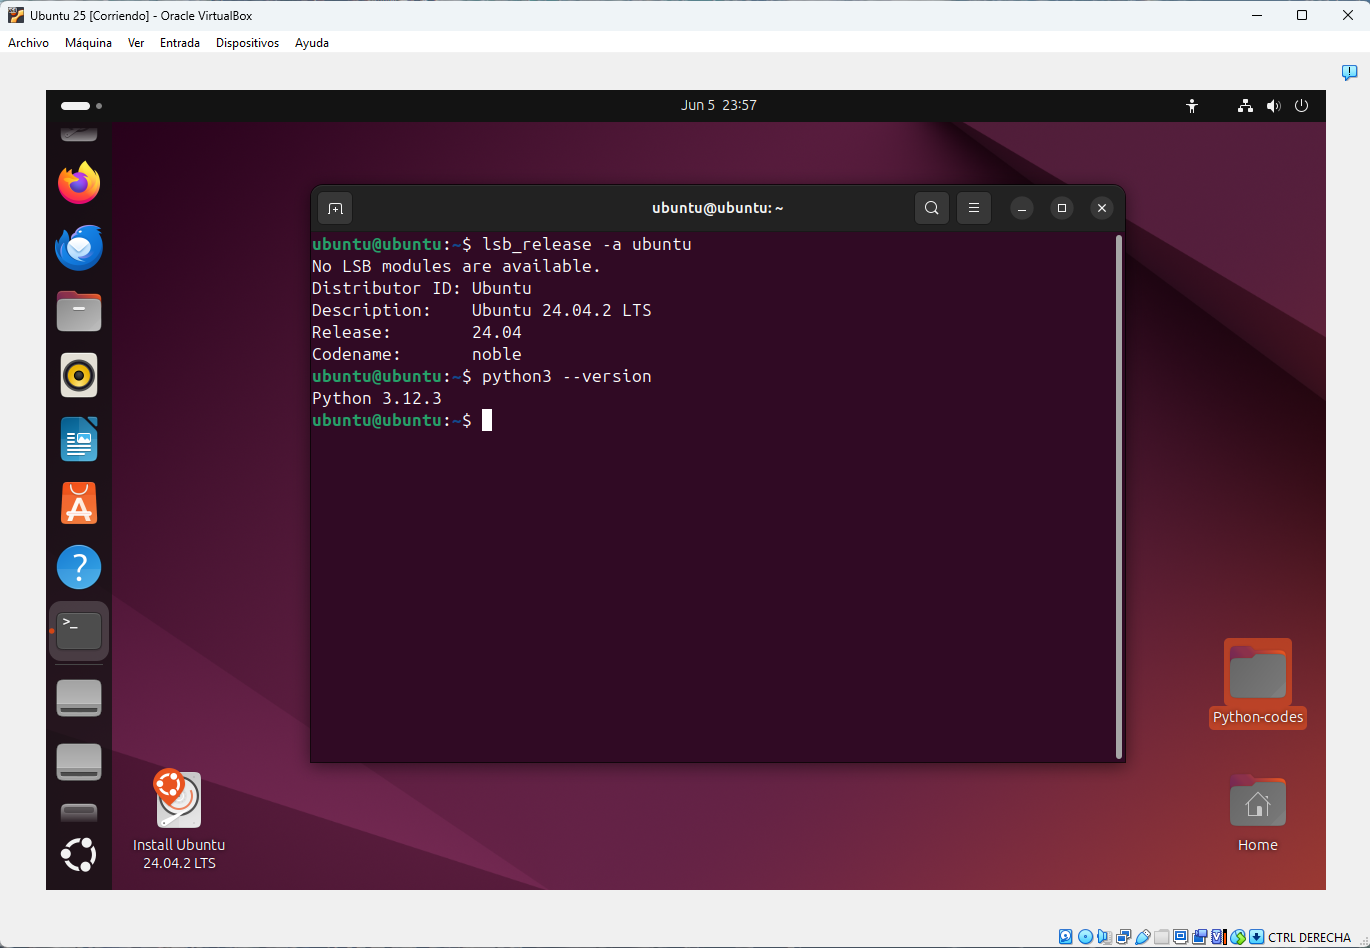 Ubuntu 25 [Corriendo] - Oracle VirtualBox
Archivo Máquina Ver Entrada Dispositivos Ayuda
Jun 5 23:57
ubuntu@ubuntu: ~
ubuntu@ubuntu:~$ lsb_release -a ubuntu
No LSB modules are available.
Distributor ID: Ubuntu
Description: Ubuntu 24.04.2 LTS
Release: 24.04
Codename: noble
ubuntu@ubuntu:~$ python3 --version
Python 3.12.3
ubuntu@ubuntu:~$
Python-codes
Install Ubuntu
24.04.2 LTS
Home
CTRL DERECHA